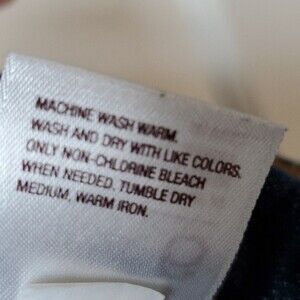 MACHINE WASH WARM.
WASH AND DRY WITH LIKE COLORS.
ONLY NON-CHLORINE BLEACH
WHEN NEEDED. TUMBLE DRY
MEDIUM, WARM IRON.